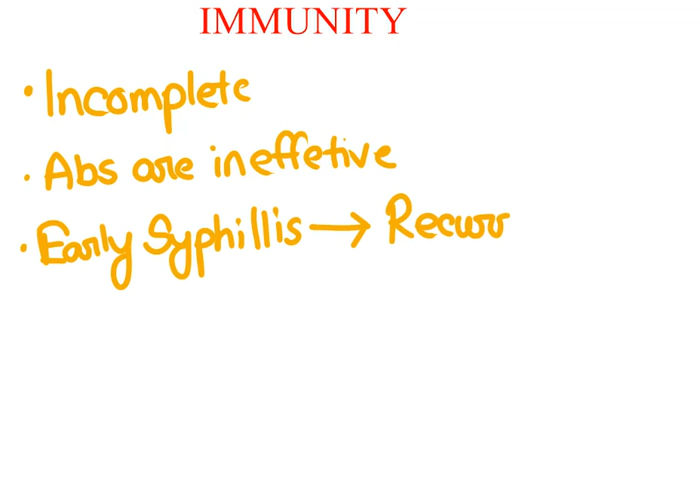 IMMUNITY
• Incomplete
• Abs are ineffetive
• Early Syphillis → Recurr